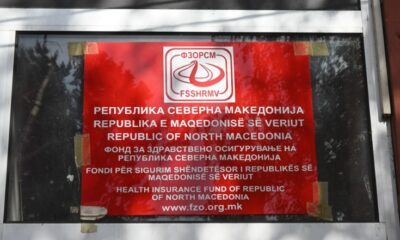 ФЗОРСМ
FSSHRMV
РЕПУБЛИКА СЕВЕРНА МАКЕДОНИЈА
REPUBLIKA E MAQEDONISË SË VERIUT
REPUBLIC OF NORTH MACEDONIA
ФОНД ЗА ЗДРАВСТВЕНО ОСИГУРУВАЊЕ НА
РЕПУБЛИКА СЕВЕРНА МАКЕДОНИЈА
FONDI PËR SIGURIM SHËNDETËSOR I REPUBLIKËS SË
MAQEDONISË SË VERIUT
HEALTH INSURANCE FUND OF REPUBLIC
OF NORTH MACEDONIA
www.fzo.org.mk